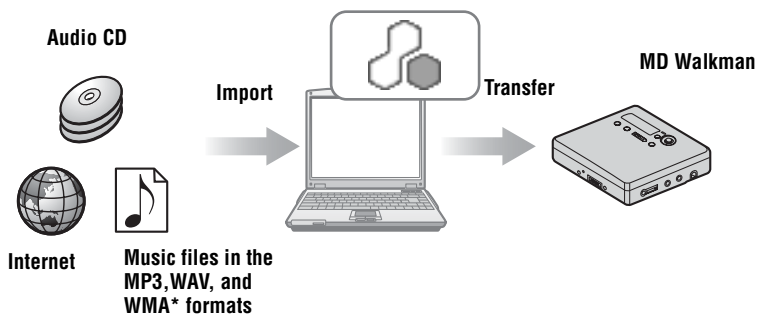 Audio CD
Import
Transfer
MD Walkman
Internet
Music files in the
MP3,WAV, and
WMA* formats